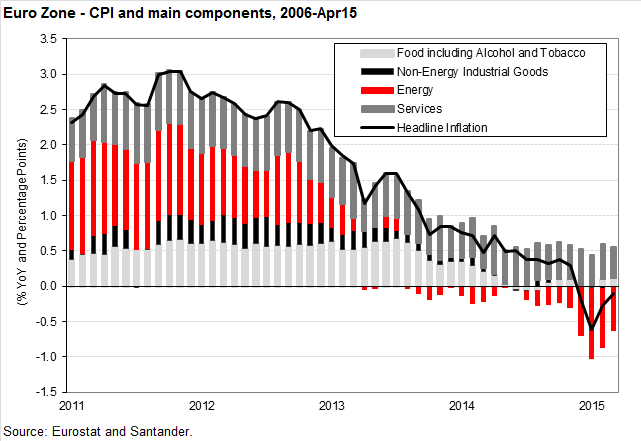 Euro Zone - CPI and main components, 2006-Apr15
3.5
3.0
2.5
2.0
1.5
1.0
0.5
0.0
-0.5
-1.0
-1.5
(% YoY and Percentage Points)
Food including Alcohol and Tobacco
Non-Energy Industrial Goods
Energy
Services
Headline Inflation
2011 2012 2013 2014 2015
Source: Eurostat and Santander.